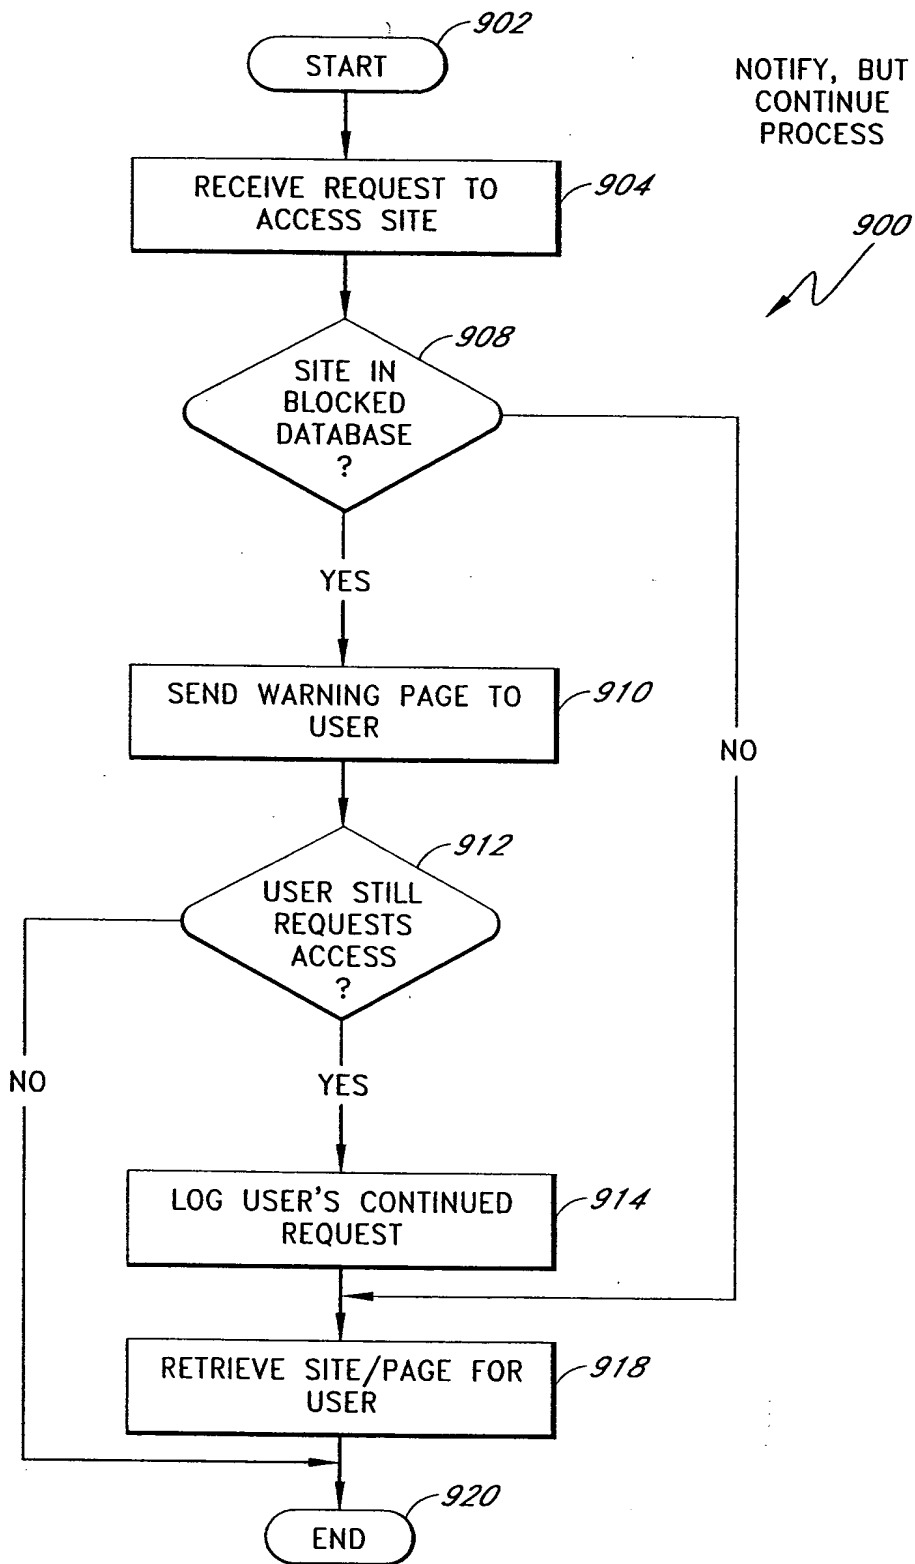 902
START
NOTIFY, BUT
CONTINUE
PROCESS
RECEIVE REQUEST TO
ACCESS SITE
904
900
908
SITE IN
BLOCKED
DATABASE
?
YES
SEND WARNING PAGE TO
USER
910
NO
912
USER STILL
REQUESTS
ACCESS
?
NO
YES
LOG USER'S CONTINUED
REQUEST
914
RETRIEVE SITE/PAGE FOR
USER
918
920
END